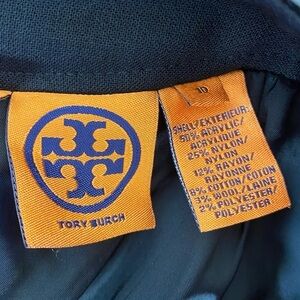 TORY BURCH
10
SHELL/EXTERIEUR:
50% ACRYLIC/
ACRYLIQUE
25% NYLON/
NYLON
12% RAYON/
RAYONNE
8% COTTON/COTON
3% WOOL/LAINE
2% POLYESTER/
POLYESTER